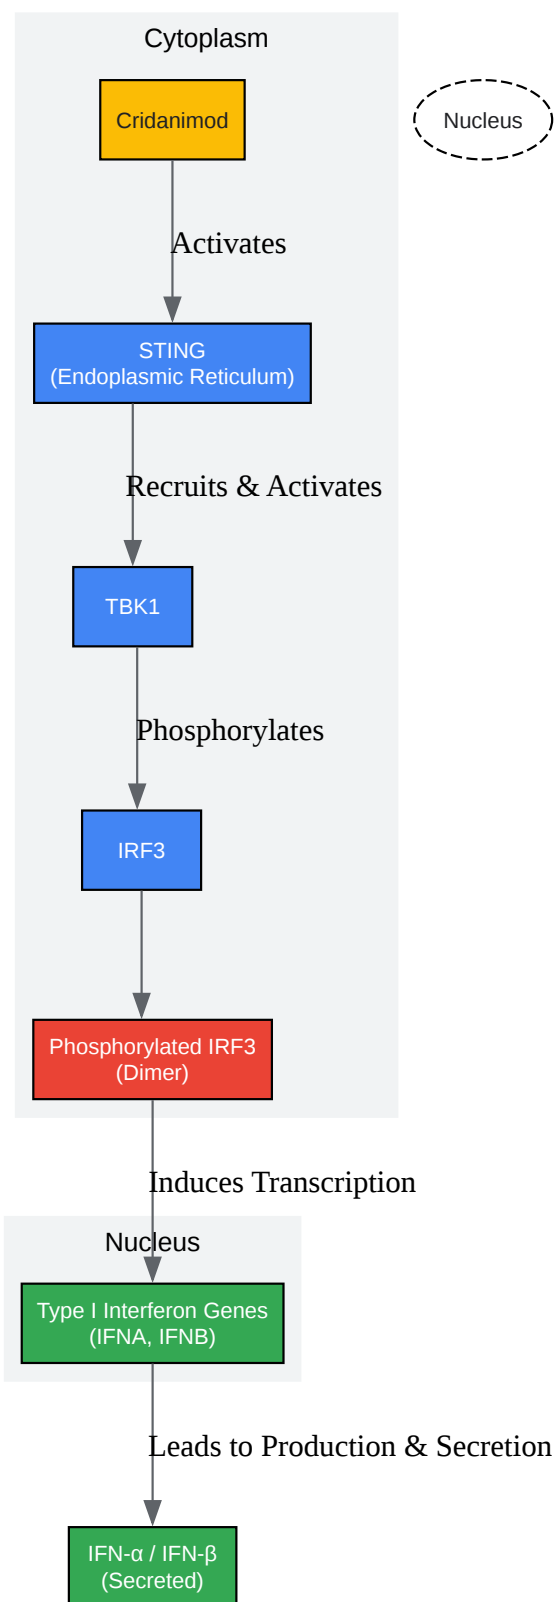 Cytoplasm
Cridanimod
Nucleus
Activates
STING
(Endoplasmic Reticulum)
Recruits & Activates
TBK1
Phosphorylates
IRF3
Phosphorylated IRF3
(Dimer)
Induces Transcription
Nucleus
Type I Interferon Genes
(IFNA, IFNB)
Leads to Production & Secretion
IFN-α / IFN-β
(Secreted)